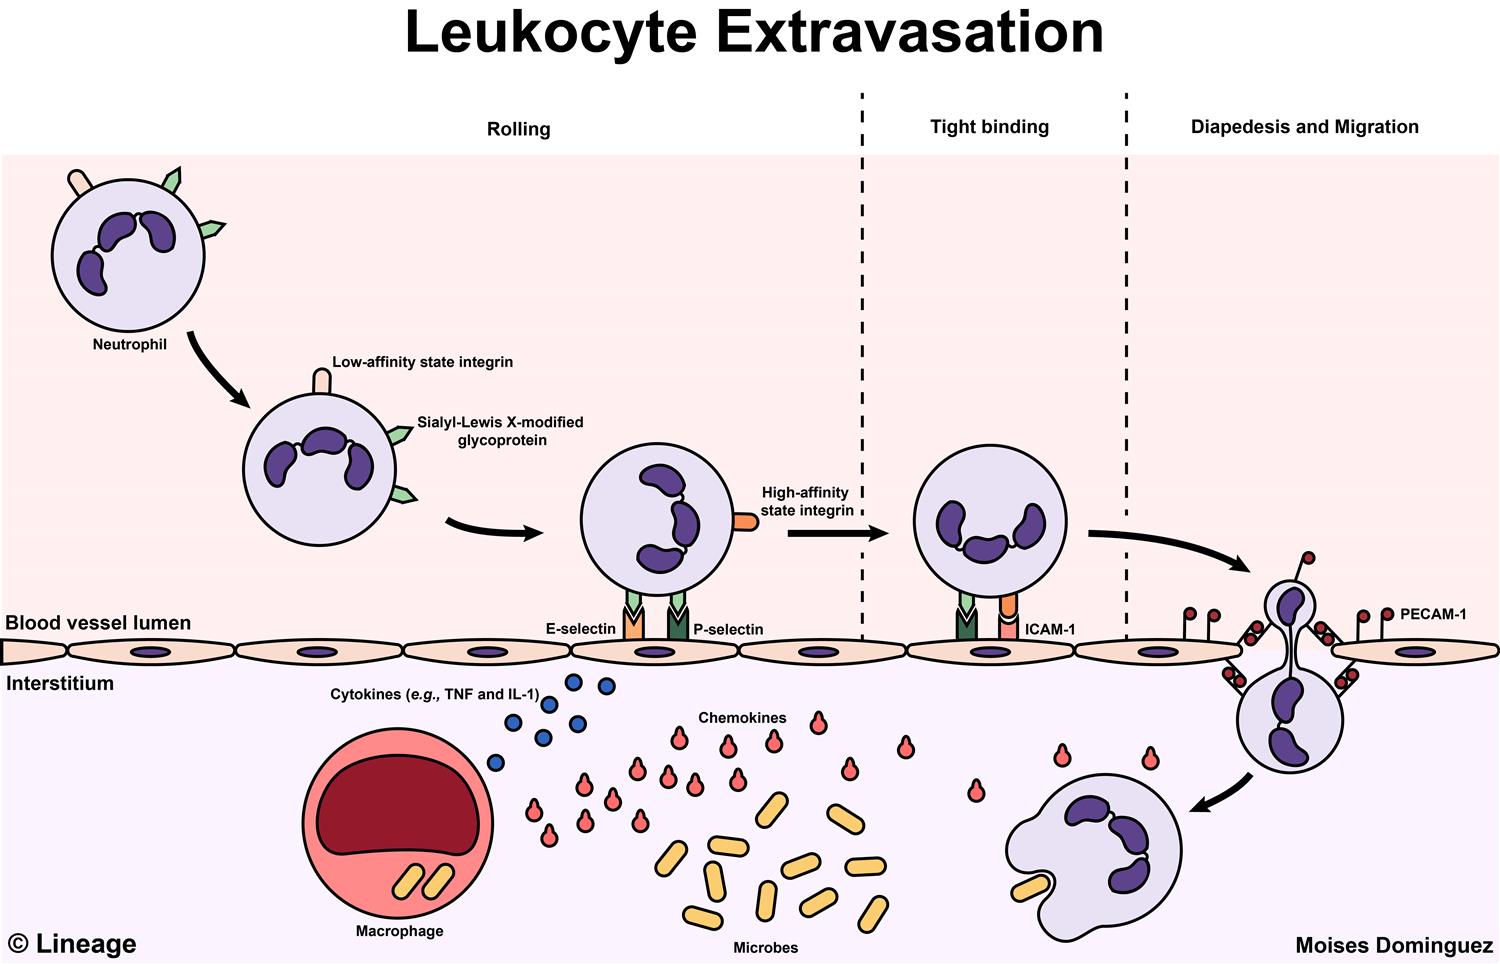 Leukocyte Extravasation
Rolling
Tight binding
Diapedesis and Migration
Neutrophil
Low-affinity state integrin
Sialyl-Lewis X-modified
glycoprotein
High-affinity
state integrin
Blood vessel lumen
E-selectin
P-selectin
ICAM-1
PECAM-1
Interstitium
Cytokines (e.g., TNF and IL-1)
Chemokines
Macrophage
Microbes
© Lineage
Moises Dominguez